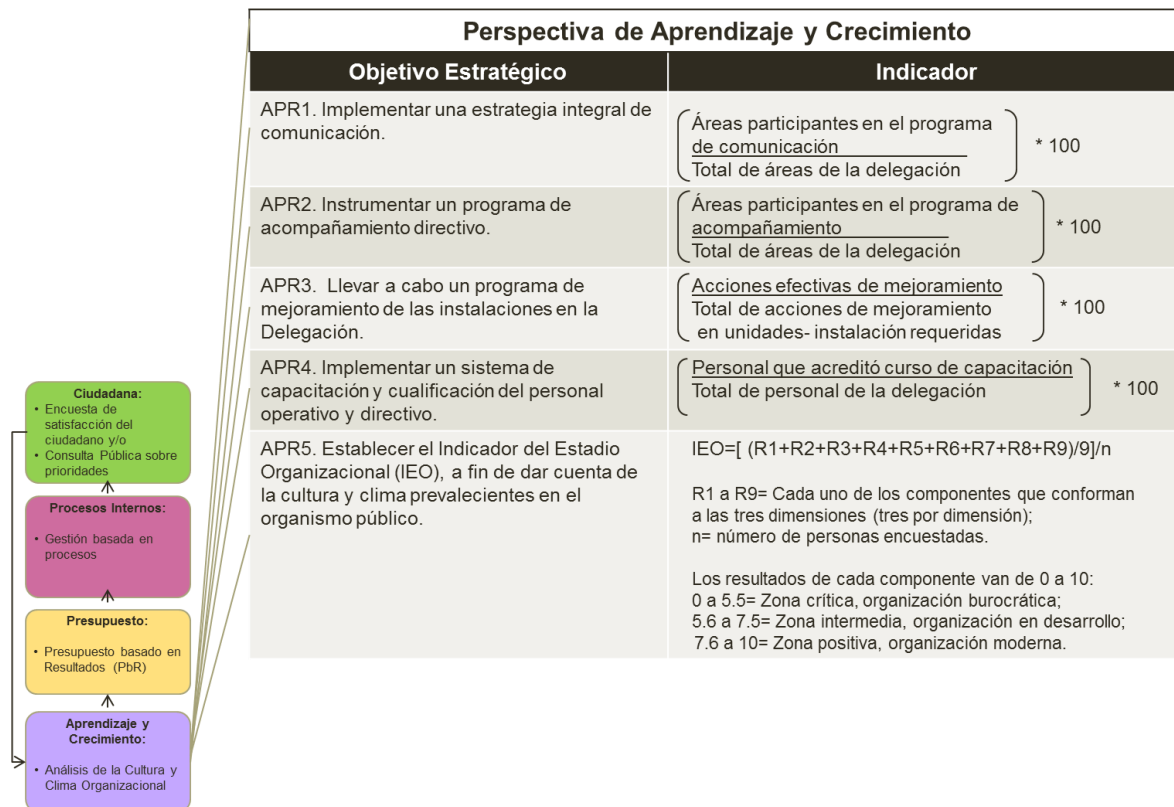 Perspectiva de Aprendizaje y Crecimiento
Objetivo Estratégico
Indicador
APR1. Implementar una estrategia integral de
comunicación.
Áreas participantes en el programa
de comunicación
Total de áreas de la delegación
* 100
APR2. Instrumentar un programa de
acompañamiento directivo.
Áreas participantes en el programa de
acompañamiento
Total de áreas de la delegación
* 100
APR3.  Llevar a cabo un programa de
mejoramiento de las instalaciones en la
Delegación.
Acciones efectivas de mejoramiento
Total de acciones de mejoramiento
en unidades- instalación requeridas
* 100
APR4. Implementar un sistema de
capacitación y cualificación del personal
operativo y directivo.
Personal que acreditó curso de capacitación
Total de personal de la delegación
* 100
APR5. Establecer el Indicador del Estadio
Organizacional (IEO), a fin de dar cuenta de
la cultura y clima prevalecientes en el
organismo público.
IEO=[ (R1+R2+R3+R4+R5+R6+R7+R8+R9)/9]/n
R1 a R9= Cada uno de los componentes que conforman
a las tres dimensiones (tres por dimensión);
n= número de personas encuestadas.
Los resultados de cada componente van de 0 a 10:
0 a 5.5= Zona crítica, organización burocrática;
5.6 a 7.5= Zona intermedia, organización en desarrollo;
7.6 a 10= Zona positiva, organización moderna.
Ciudadana:
• Encuesta de
satisfacción del
ciudadano y/o
• Consulta Pública sobre
prioridades
Procesos Internos:
• Gestión basada en
procesos
Presupuesto:
• Presupuesto basado en
Resultados (PbR)
Aprendizaje y
Crecimiento:
• Análisis de la Cultura y
Clima Organizacional